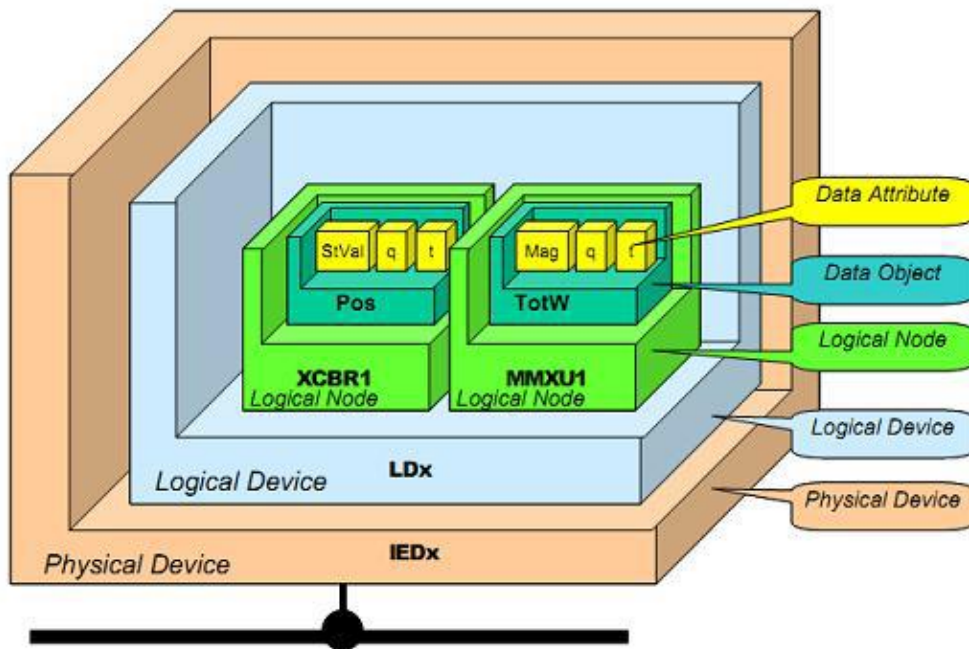 Data Attribute
StVal q t
Mag q t
Pos
TotW
Data Object
Logical Node
XCBR1
Logical Node
MMXU1
Logical Node
Logical Device
LDx
Logical Device
Physical Device
IEDx
Physical Device